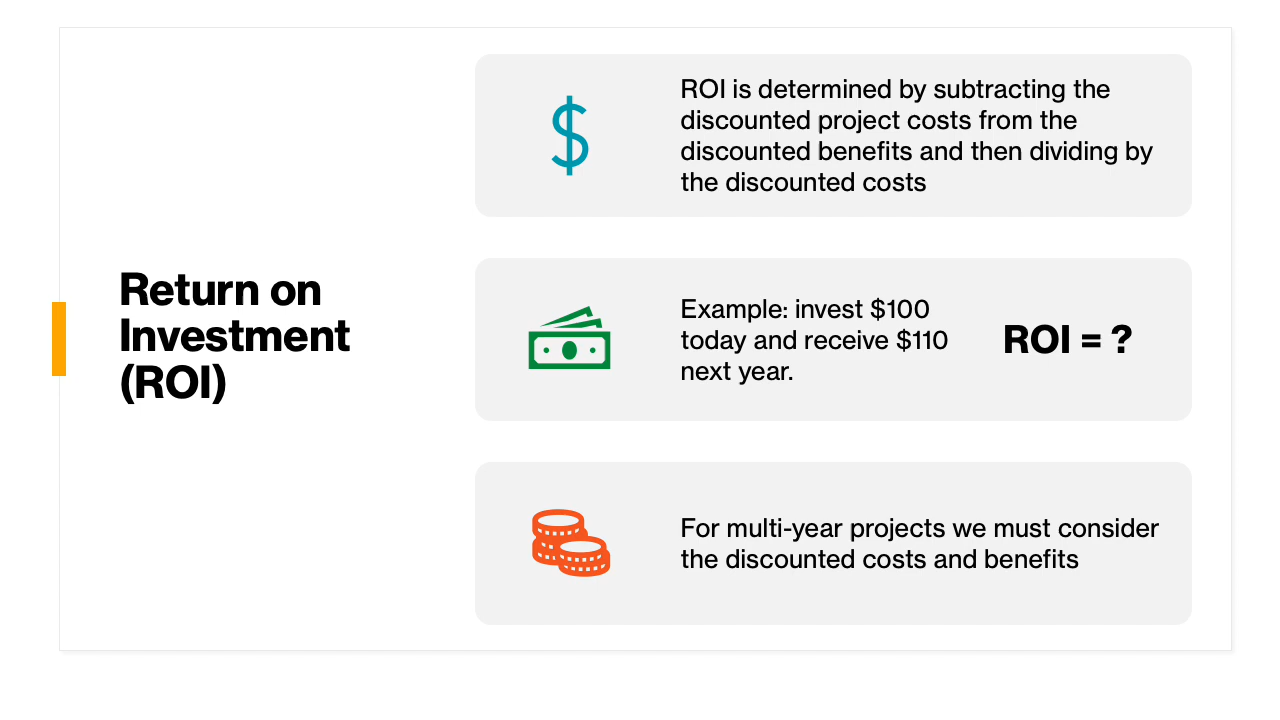 Return on
Investment
(ROI)
ROI is determined by subtracting the
discounted project costs from the
discounted benefits and then dividing by
the discounted costs
Example: invest $100
today and receive $110
next year.
ROI = ?
For multi-year projects we must consider
the discounted costs and benefits